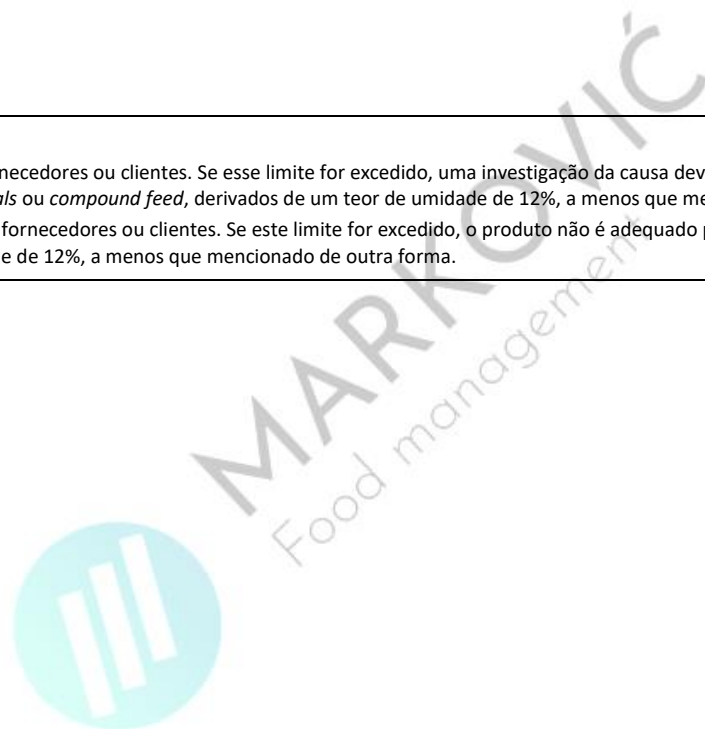 necedores ou clientes. Se esse limite for excedido, uma investigação da causa dev
als ou compound feed, derivados de um teor de umidade de 12%, a menos que me
fornecedores ou clientes. Se este limite for excedido, o produto não é adequado p
e de 12%, a menos que mencionado de outra forma.
MARKOVIĆ
Food management